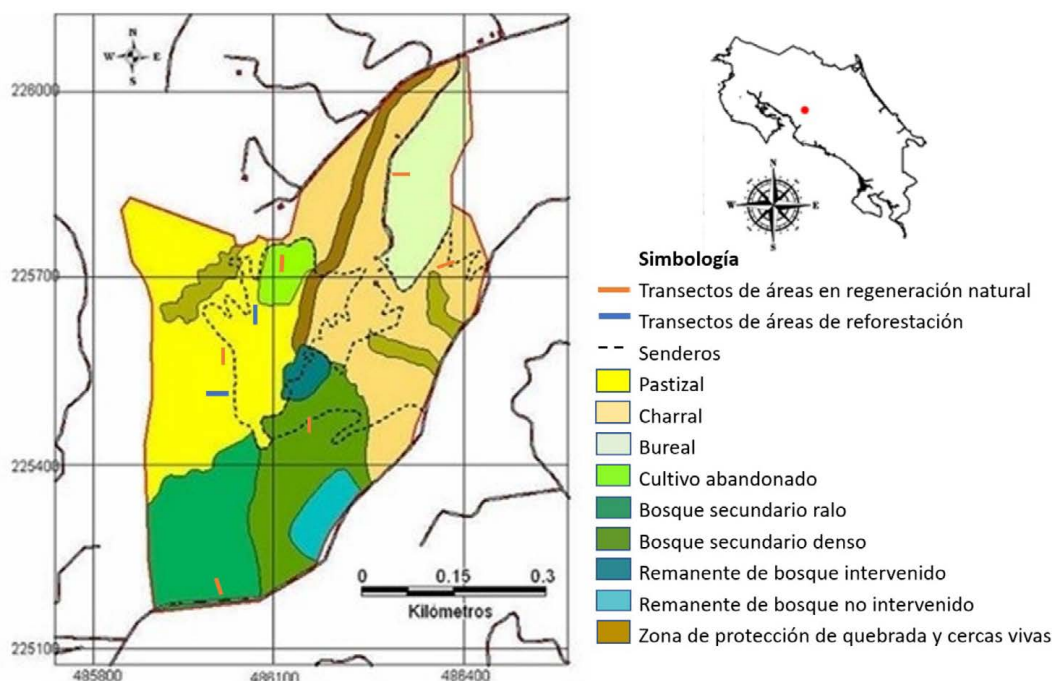 N
W E
S
226000
225700
225400
225100
485800 486100 486400
0 0.15 0.3
Kilómetros
N
W E
S
Simbología
Transectos de áreas en regeneración natural
Transectos de áreas de reforestación
Senderos
Pastizal
Charral
Bureal
Cultivo abandonado
Bosque secundario ralo
Bosque secundario denso
Remanente de bosque intervenido
Remanente de bosque no intervenido
Zona de protección de quebrada y cercas vivas